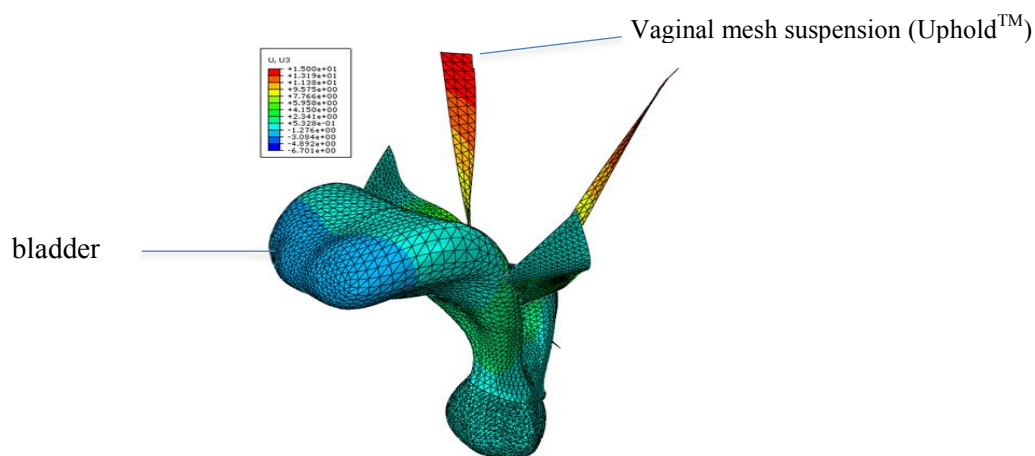 Vaginal mesh suspension (Uphold™)
U, U3
+1.500e+01
+1.319e+01
+1.138e+01
+9.575e+00
+7.766e+00
+5.958e+00
+4.150e+00
+2.341e+00
+5.328e-01
-1.276e+00
-3.084e+00
-4.892e+00
-6.701e+00
bladder